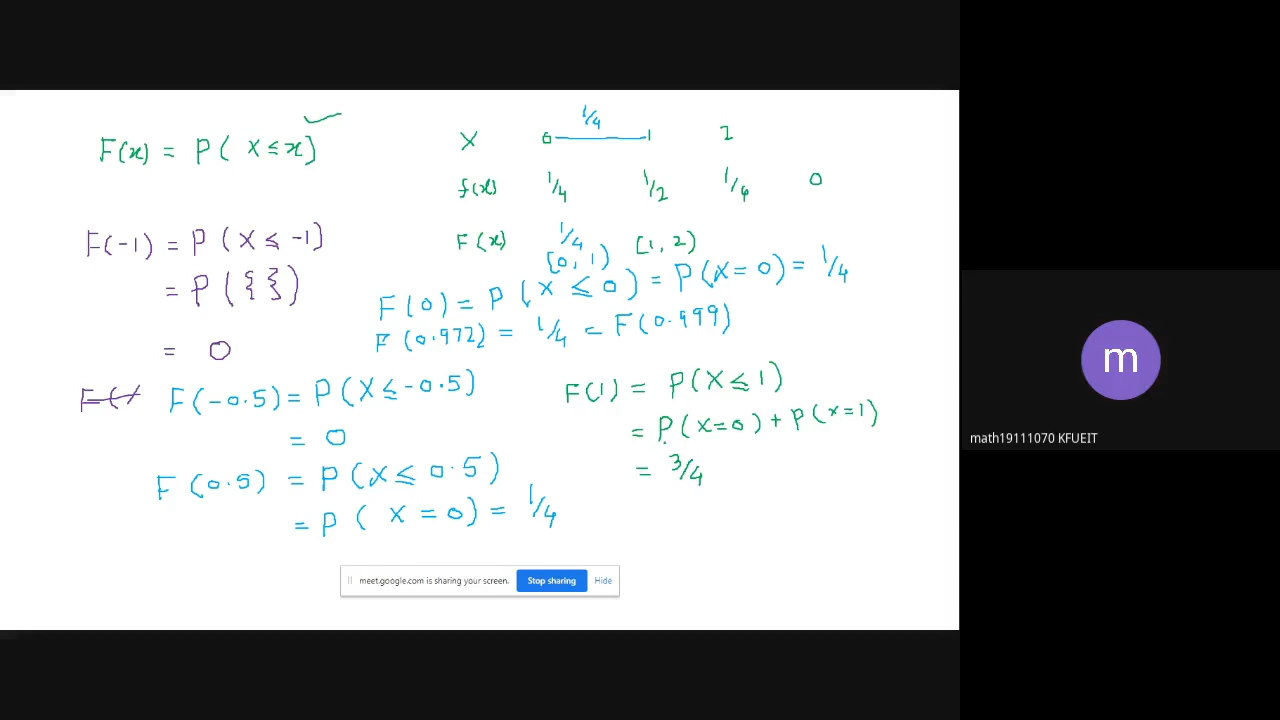 F(x) = P( X ≤ x)
X 0 1/4 1 2
f(x) 1/4 1/2 1/4 0
F(x) 1/4 [0, 1) [1, 2)
F(-1) = P( X ≤ -1)
= P({ })
= 0
F(0) = P( X ≤ 0) = P(X = 0) = 1/4
F(0.972) = 1/4 = F(0.999)
F(-0.5) = P(X ≤ -0.5)
= 0
F(0.5) = P(X ≤ 0.5)
= P( X = 0) = 1/4
F(1) = P(X ≤ 1)
= P(X=0) + P(X=1)
= 3/4
meet.google.com is sharing your screen. Stop sharing Hide
m
math19111070 KFUEIT